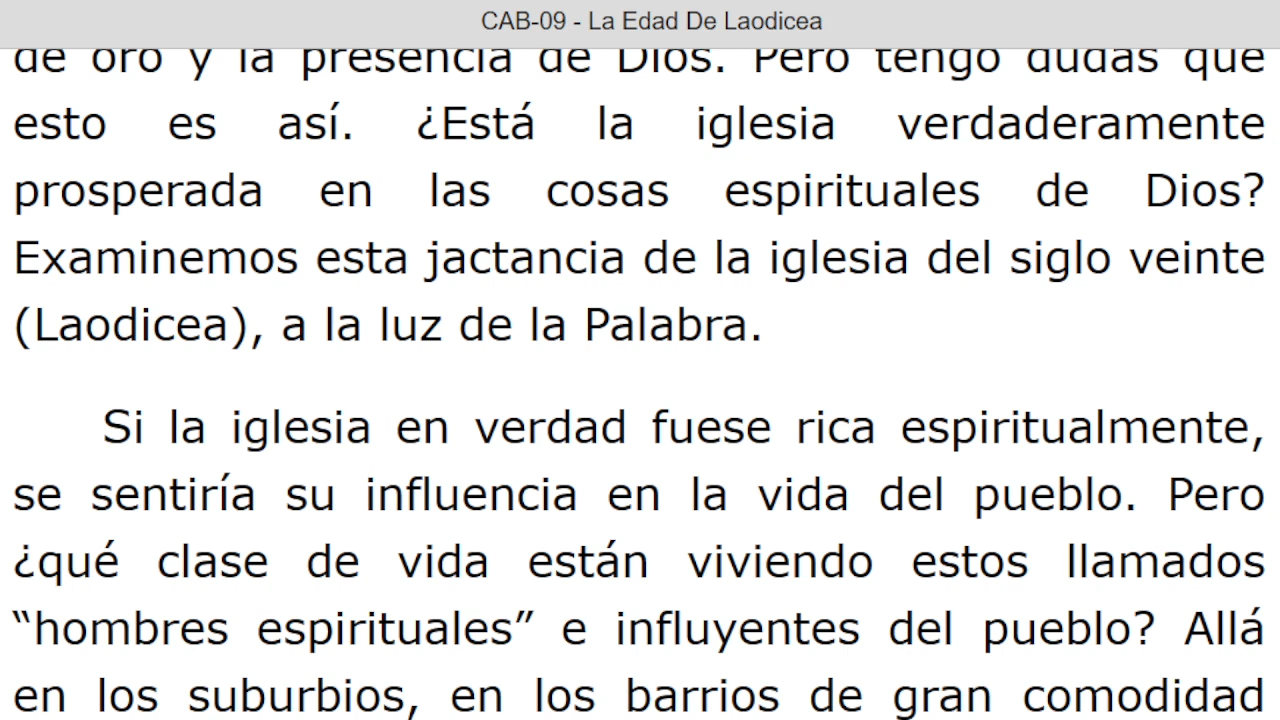 CAB-09 - La Edad De Laodicea
de oro y la presencia de Dios. Pero tengo dudas que
esto es así. ¿Está la iglesia verdaderamente
prosperada en las cosas espirituales de Dios?
Examinemos esta jactancia de la iglesia del siglo veinte
(Laodicea), a la luz de la Palabra.
Si la iglesia en verdad fuese rica espiritualmente,
se sentiría su influencia en la vida del pueblo. Pero
¿qué clase de vida están viviendo estos llamados
“hombres espirituales” e influyentes del pueblo? Allá
en los suburbios, en los barrios de gran comodidad